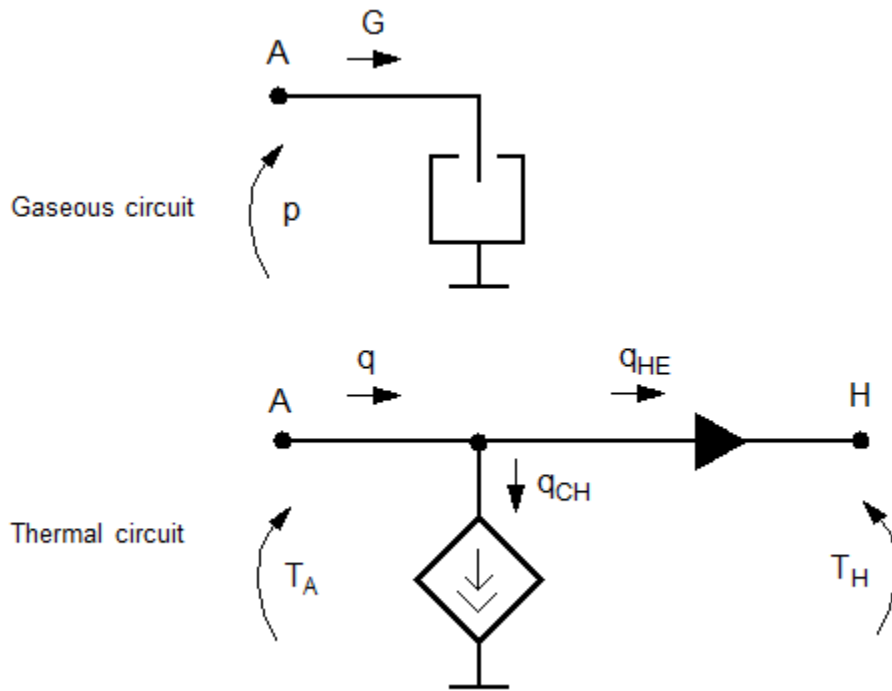 G
A
Gaseous circuit
p
q
q_HE
A
H
q_CH
Thermal circuit
T_A
T_H